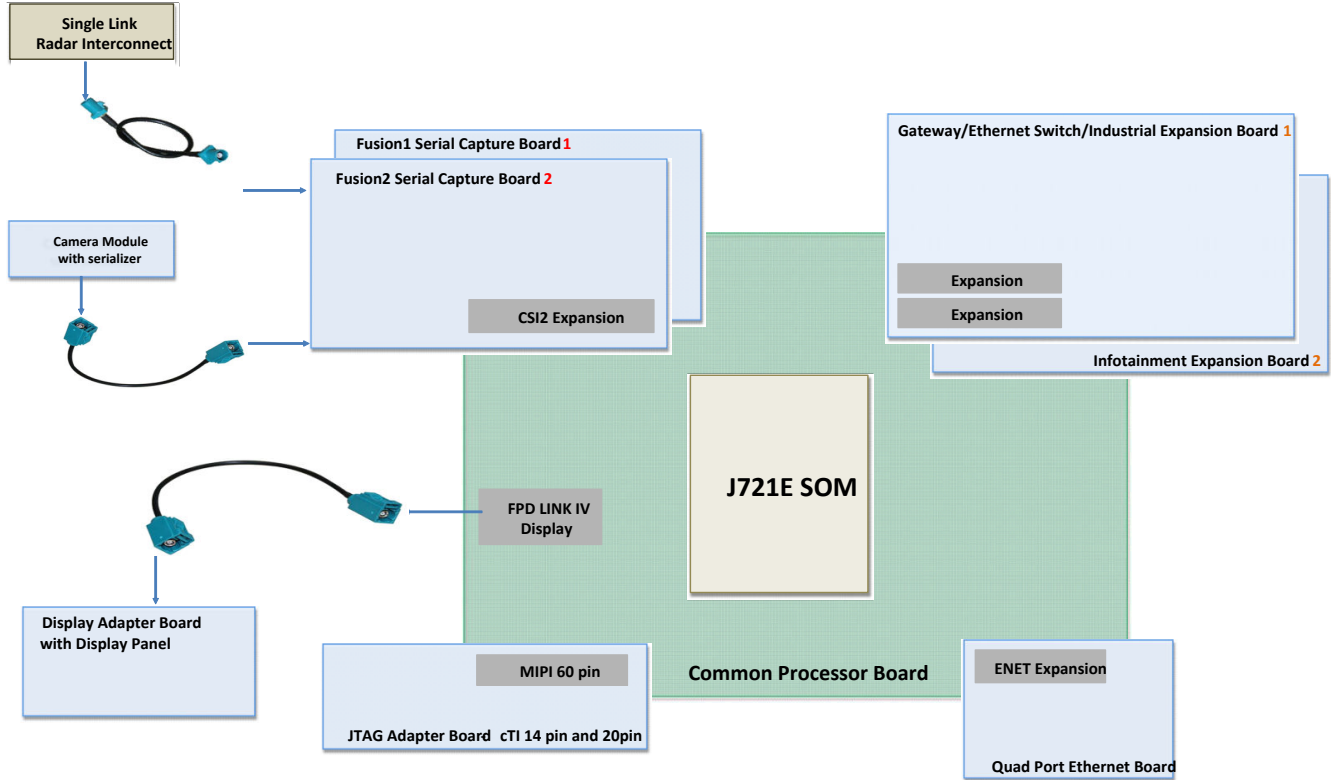 Single Link
Radar Interconnect
Fusion1 Serial Capture Board 1
Fusion2 Serial Capture Board 2
CSI2 Expansion
Gateway/Ethernet Switch/Industrial Expansion Board 1
Expansion
Expansion
Infotainment Expansion Board 2
Camera Module
with serializer
J721E SOM
FPD LINK IV
Display
Display Adapter Board
with Display Panel
MIPI 60 pin
JTAG Adapter Board cTI 14 pin and 20pin
Common Processor Board
ENET Expansion
Quad Port Ethernet Board